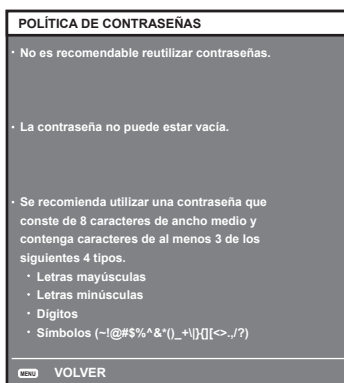 POLÍTICA DE CONTRASEÑAS
· No es recomendable reutilizar contraseñas.
· La contraseña no puede estar vacía.
· Se recomienda utilizar una contraseña que
conste de 8 caracteres de ancho medio y
contenga caracteres de al menos 3 de los
siguientes 4 tipos.
· Letras mayúsculas
· Letras minúsculas
· Dígitos
· Símbolos (~!@#$%^&*()_+\|}{][<>.,/?)
MENU VOLVER